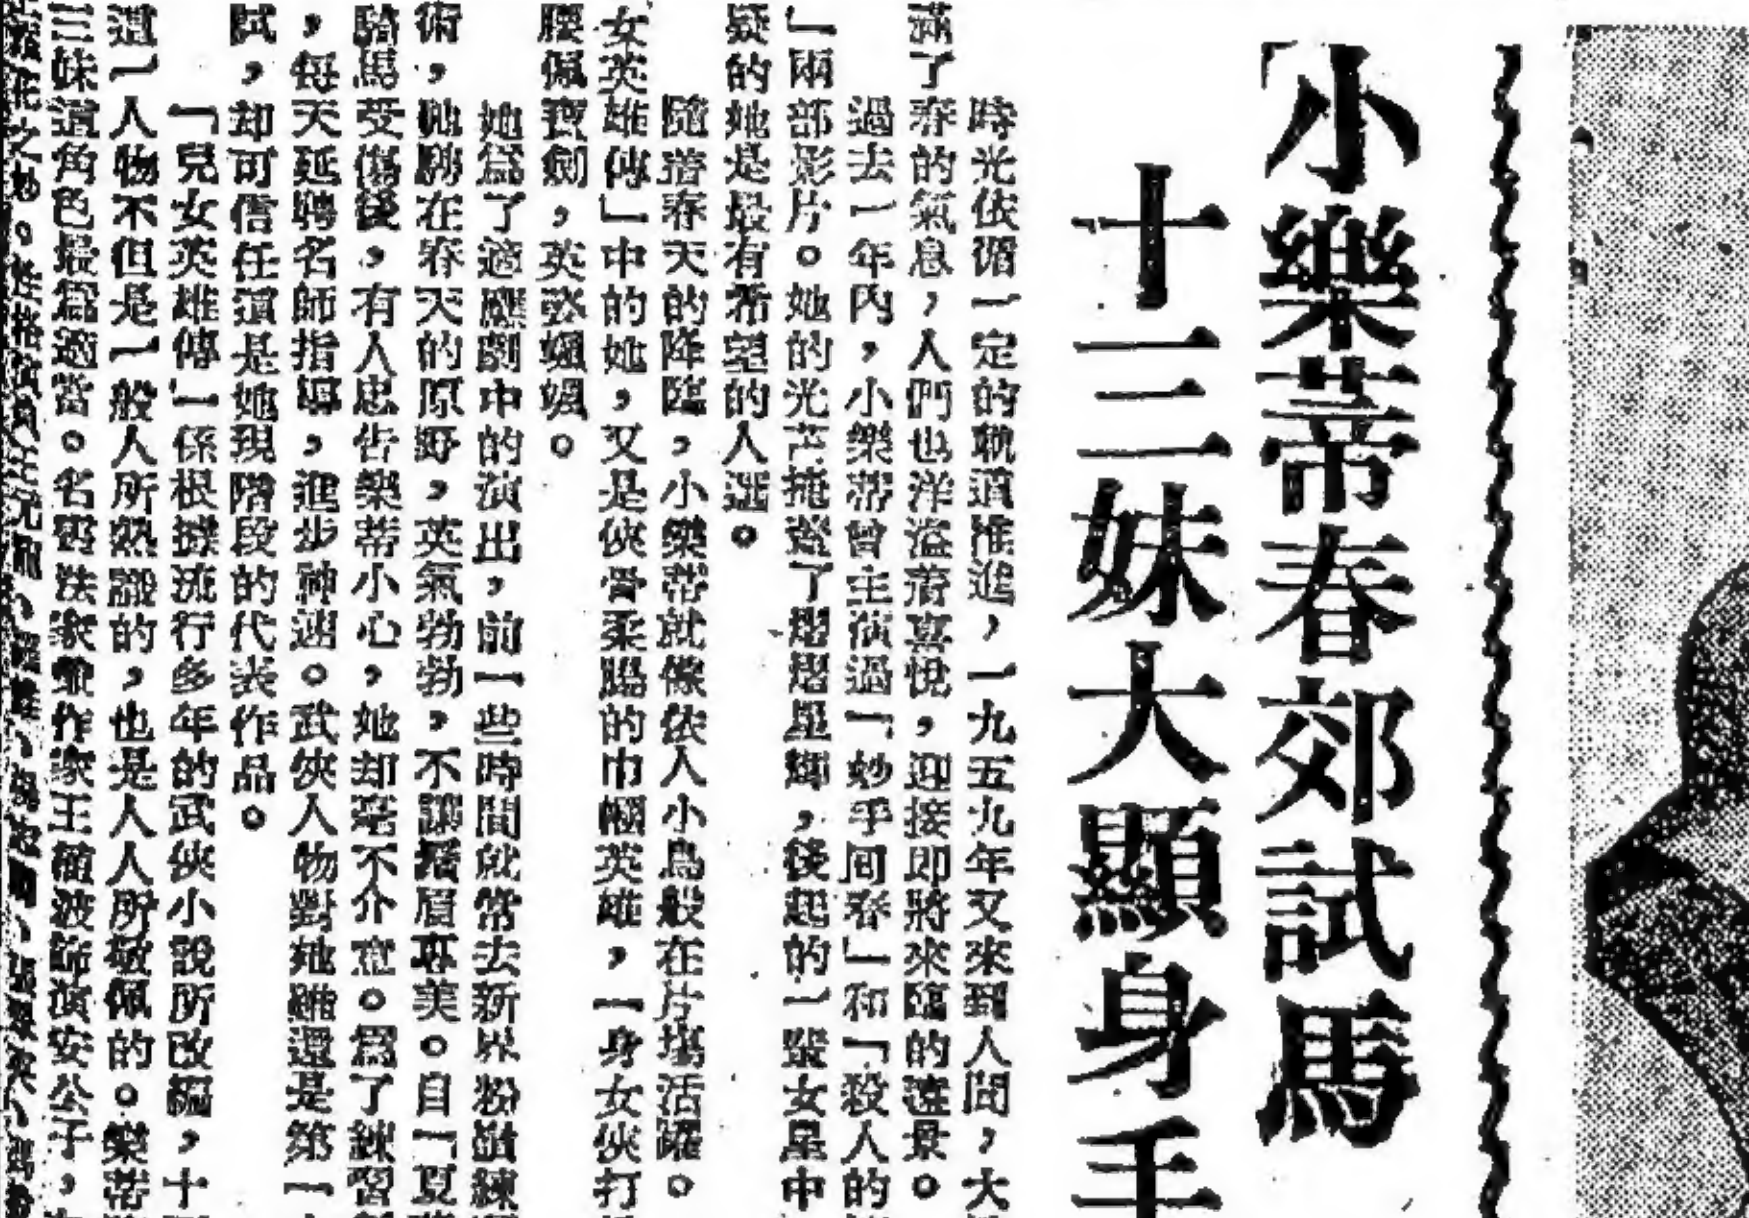 「小樂蒂春郊試馬
十三妹大顯身手
時光依循一定的軌道推進，一九五九年又來到人間，大
滿了春的氣息，人們也洋溢著喜悅，迎接即將來臨的遠景。
過去一年內，小樂蒂曾主演過「妙手回春」和「殺人的
」兩部影片。她的光芒掩蓋了熠熠星輝，後起的一輩女星中
疑的她是最有希望的人選。
隨着春天的降臨，小樂蒂就像依人小鳥般在片塲活躍。
女英雄傳」中的她，又是俠骨柔腸的巾幗英雄，一身女俠打
腰佩寶劍，英姿颯颯。
她爲了適應劇中的演出，前一些時間就常去新界粉嶺練
術，她騎在春天的原野，英氣勃勃，不讓鬚眉專美。自「夏
騎馬受傷後，有人忠告樂蒂小心，她却毫不介意。爲了練習
，每天延聘名師指導，進步神速。武俠人物對她雖還是第一
試，却可信任這是她現階段的代表作品。
「兒女英雄傳」係根據流行多年的武俠小說所改編，十
這一人物不但是一般人所熟識的，也是人人所敬佩的。樂蒂
三妹這角色最爲適當。名書法家兼作家王植波飾演安公子，